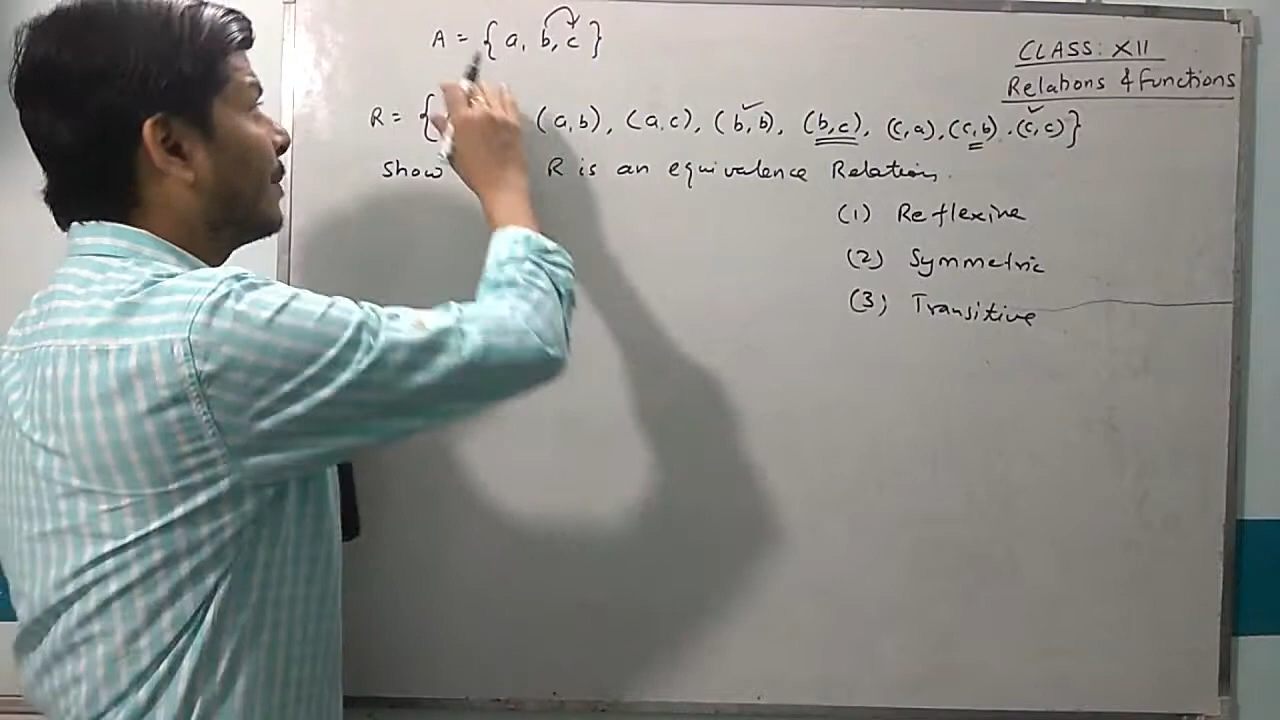 A = {a, b, c}
CLASS: XII
Relations & functions
R = { (a,b), (a,c), (b,b), (b,c), (c,a), (c,b), (c,c)}
Show R is an equivalence Relation.
(1) Reflexive
(2) Symmetric
(3) Transitive